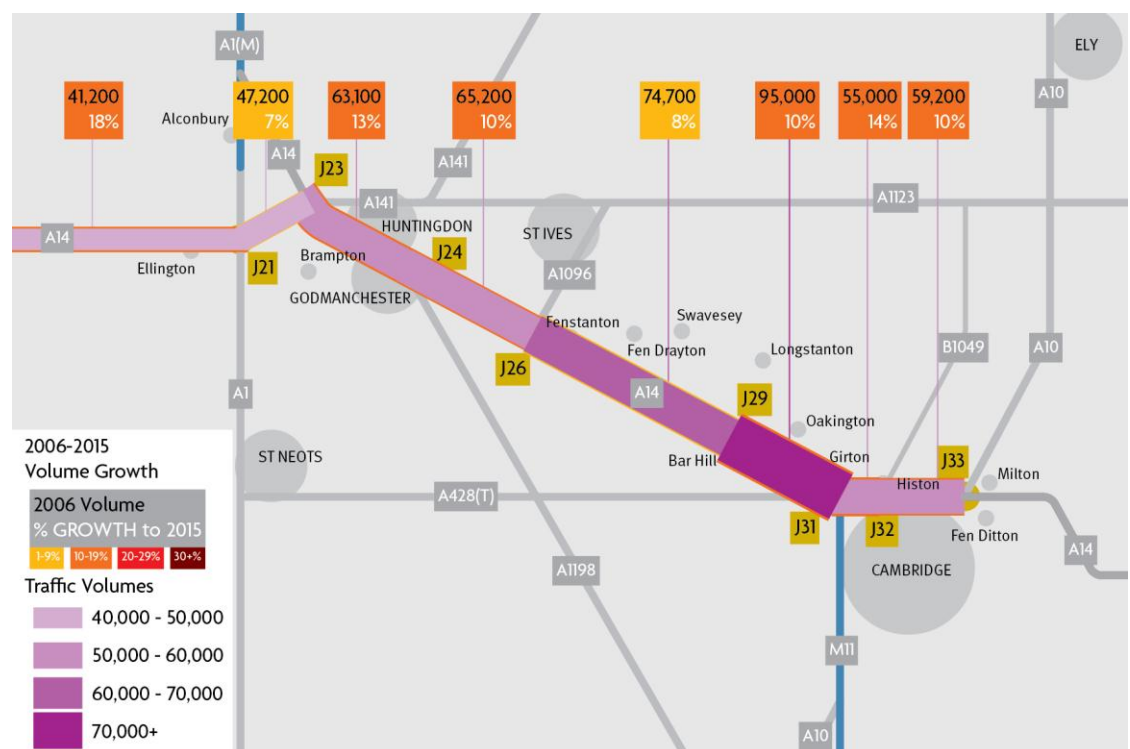 A1(M)
ELY
41,200
18%
47,200
7%
63,100
13%
65,200
10%
74,700
8%
95,000
10%
55,000
14%
59,200
10%
A10
Alconbury
A14
A141
J23
A141
A1123
HUNTINGDON
ST IVES
A14
Ellington
J21
Brampton
J24
A1096
GODMANCHESTER
Fenstanton
Swavesey
Fen Drayton
Longstanton
B1049
A10
J26
A1
A14
J29
Oakington
Bar Hill
Girton
J33
ST NEOTS
Histon
Milton
A428(T)
J31
J32
Fen Ditton
A14
A1198
CAMBRIDGE
M11
A10
2006-2015
Volume Growth
2006 Volume
% GROWTH to 2015
1-9%
10-19%
20-29%
30+%
Traffic Volumes
40,000 - 50,000
50,000 - 60,000
60,000 - 70,000
70,000+